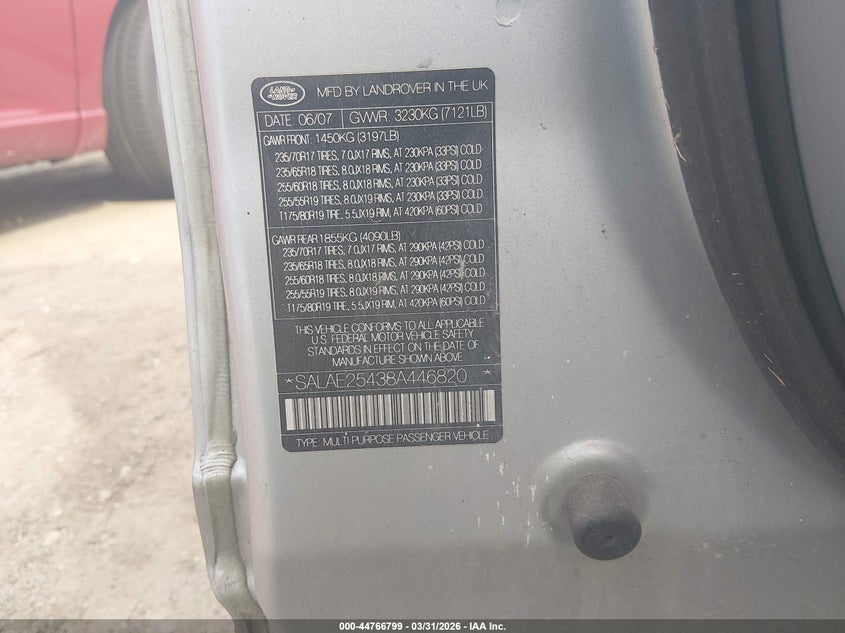 LAND-
ROVER
MFD BY LANDROVER IN THE UK
DATE: 06/07 GVWR: 3230KG (7121LB)
GAWR FRONT: 1450KG (3197LB)
235/70R17 TIRES, 7.0JX17 RIMS, AT 230KPA (33PSI) COLD
235/65R18 TIRES, 8.0JX18 RIMS, AT 230KPA (33PSI) COLD
255/60R18 TIRES, 8.0JX18 RIMS, AT 230KPA (33PSI) COLD
255/55R19 TIRES, 8.0JX19 RIMS, AT 230KPA (33PSI) COLD
T175/80R19 TIRE, 5.5JX19 RIM, AT 420KPA (60PSI) COLD
GAWR REAR 1855KG (4090LB)
235/70R17 TIRES, 7.0JX17 RIMS, AT 290KPA (42PSI) COLD
235/65R18 TIRES, 8.0JX18 RIMS, AT 290KPA (42PSI) COLD
255/60R18 TIRES, 8.0JX18 RIMS, AT 290KPA (42PSI) COLD
255/55R19 TIRES, 8.0JX19 RIMS, AT 290KPA (42PSI) COLD
T175/80R19 TIRE, 5.5JX19 RIM, AT 420KPA (60PSI) COLD
THIS VEHICLE CONFORMS TO ALL APPLICABLE
U.S. FEDERAL MOTOR VEHICLE SAFETY
STANDARDS IN EFFECT ON THE DATE OF
MANUFACTURE SHOWN ABOVE.
*SALAE25438A446820*
TYPE: MULTI-PURPOSE PASSENGER VEHICLE
000-44766799 — 03/31/2026 — IAA Inc.